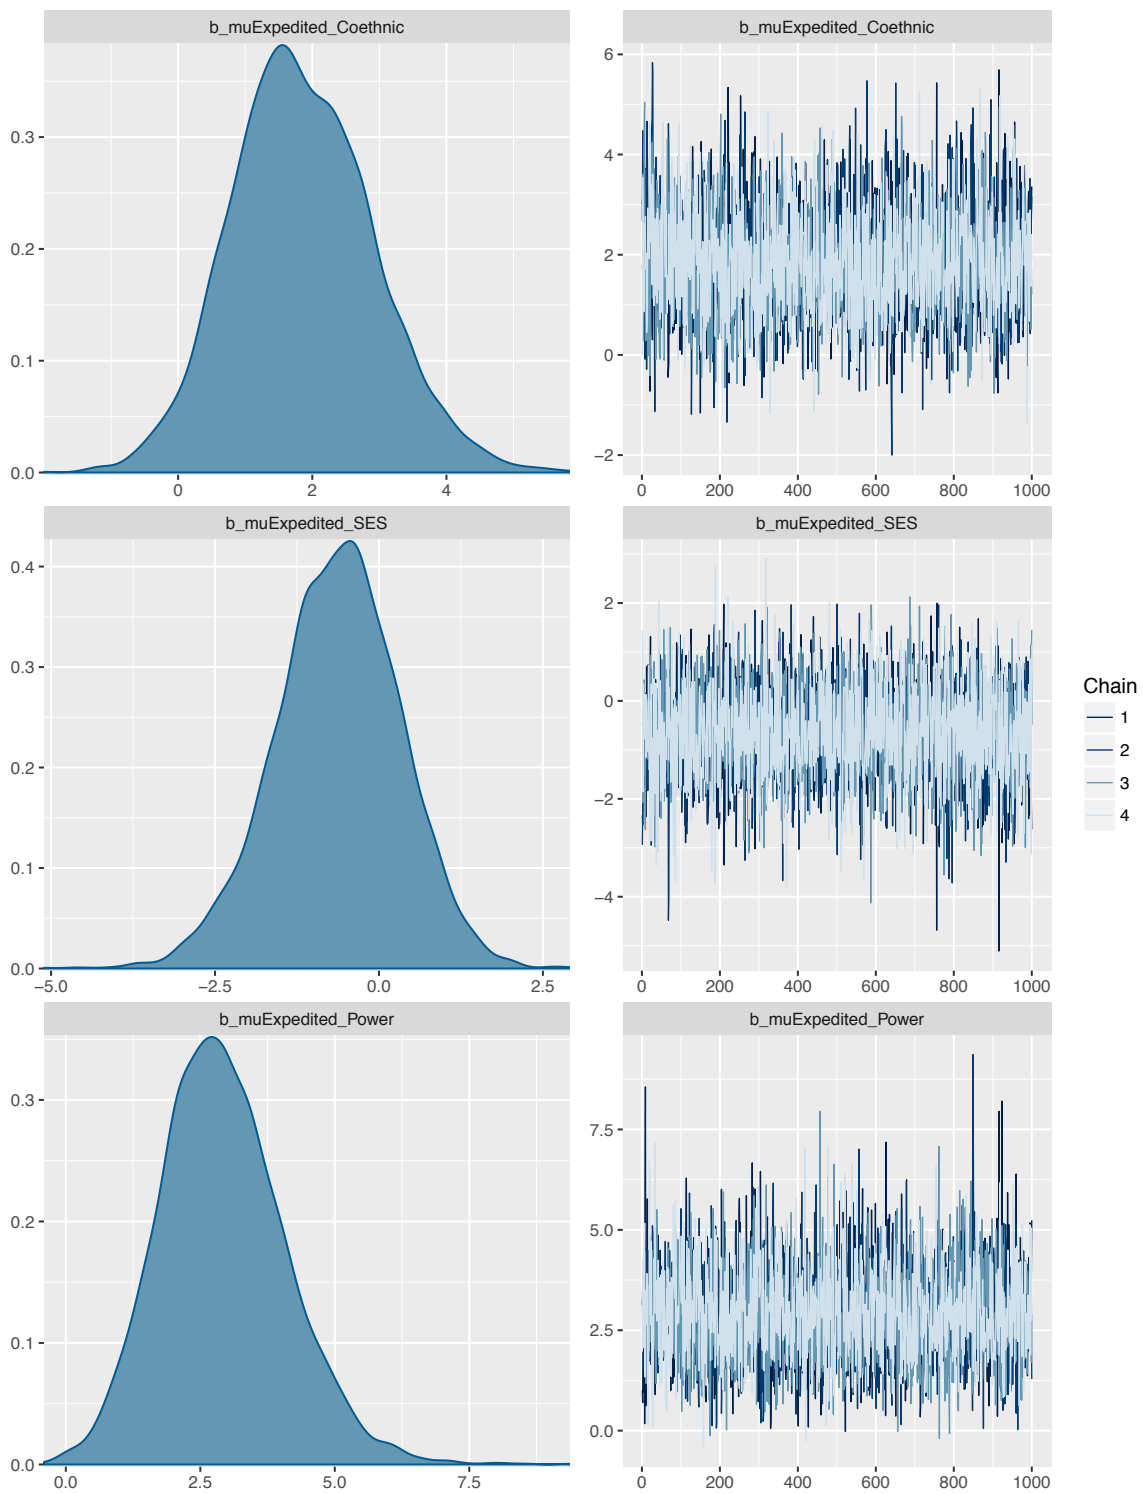 b_muExpedited_Coethnic
b_muExpedited_Coethnic
0.3
0.2
0.1
0.0
0 2 4
6
4
2
0
−2
0 200 400 600 800 1000
b_muExpedited_SES
b_muExpedited_SES
0.4
0.3
0.2
0.1
0.0
−5.0 −2.5 0.0 2.5
2
0
−2
−4
0 200 400 600 800 1000
Chain
1
2
3
4
b_muExpedited_Power
b_muExpedited_Power
0.3
0.2
0.1
0.0
0.0 2.5 5.0 7.5
7.5
5.0
2.5
0.0
0 200 400 600 800 1000